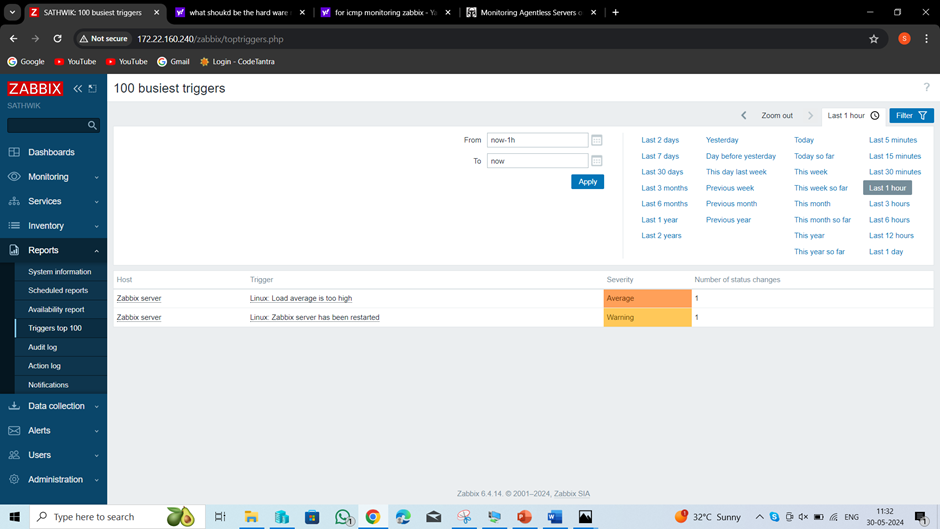 SATHWIK: 100 busiest triggers
what shoukd be the hard ware
for icmp monitoring zabbix - Ya
Monitoring Agentless Servers o
Not secure 172.22.160.240/zabbix/toptriggers.php S
Google YouTube YouTube Gmail Login - CodeTantra
ZABBIX
SATHWIK
100 busiest triggers ?
Zoom out Last 1 hour Filter
From now-1h
To now
Apply
Last 2 days Yesterday Today Last 5 minutes
Last 7 days Day before yesterday Today so far Last 15 minutes
Last 30 days This day last week This week Last 30 minutes
Last 3 months Previous week This week so far Last 1 hour
Last 6 months Previous month This month Last 3 hours
Last 1 year Previous year This month so far Last 6 hours
Last 2 years This year Last 12 hours
This year so far Last 1 day
Dashboards
Monitoring
Services
Inventory
Reports
System information
Scheduled reports
Availability report
Triggers top 100
Audit log
Action log
Notifications
Data collection
Alerts
Users
Administration
Host Trigger Severity Number of status changes
Zabbix server Linux: Load average is too high Average 1
Zabbix server Linux: Zabbix server has been restarted Warning 1
Zabbix 6.4.14. © 2001–2024, Zabbix SIA
Type here to search
32°C Sunny
ENG
11:32
30-05-2024